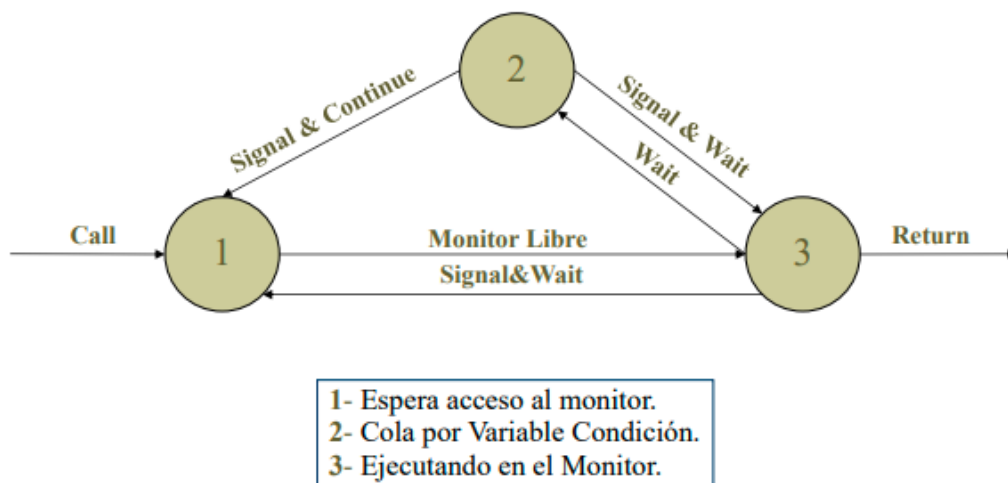 2
Signal & Continue
Signal & Wait
Wait
Call
1
Monitor Libre
Signal&Wait
3
Return
1- Espera acceso al monitor.
2- Cola por Variable Condición.
3- Ejecutando en el Monitor.